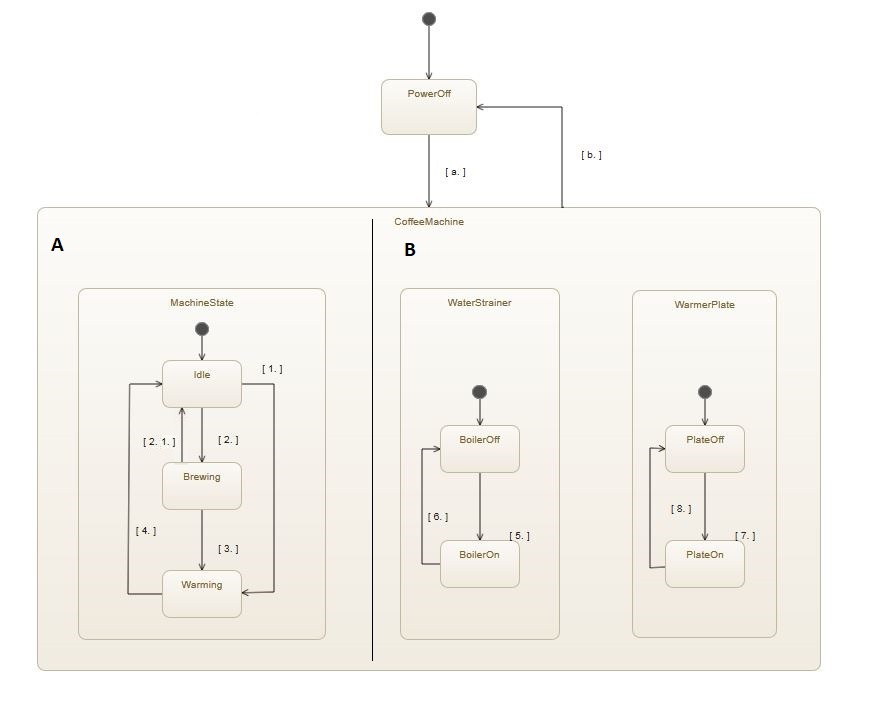 PowerOff
[ a. ]
[ b. ]
CoffeeMachine
A
B
MachineState
Idle
[ 1. ]
[ 2. 1. ]
[ 2. ]
Brewing
[ 4. ]
[ 3. ]
Warming
WaterStrainer
BoilerOff
[ 6. ]
[ 5. ]
BoilerOn
WarmerPlate
PlateOff
[ 8. ]
[ 7. ]
PlateOn